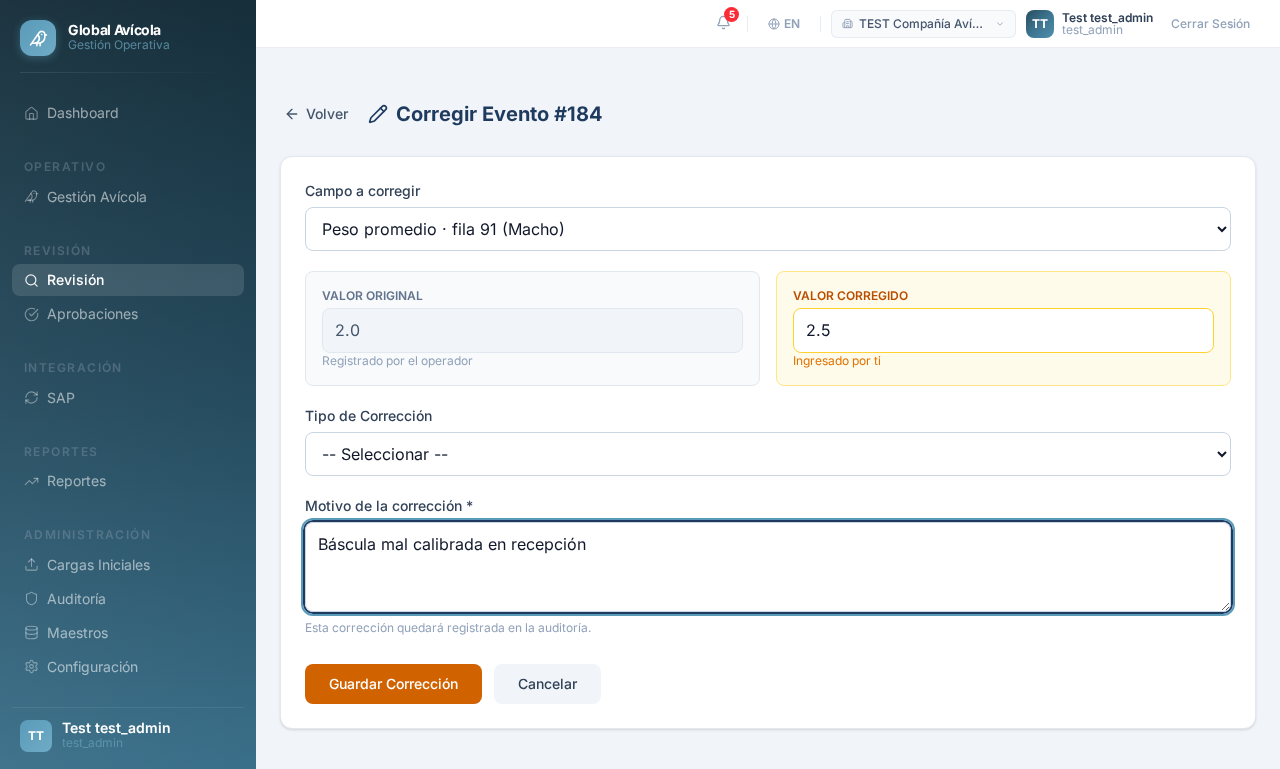 Global Avícola
Gestión Operativa
Dashboard
OPERATIVO
Gestión Avícola
REVISIÓN
Revisión
Aprobaciones
INTEGRACIÓN
SAP
REPORTES
Reportes
ADMINISTRACIÓN
Cargas Iniciales
Auditoría
Maestros
Configuración
TT
Test test_admin
test_admin
5
EN
TEST Compañía Aví...
TT
Test test_admin
test_admin
Cerrar Sesión
Volver
Corregir Evento #184
Campo a corregir
Peso promedio · fila 91 (Macho)
VALOR ORIGINAL
2.0
Registrado por el operador
VALOR CORREGIDO
2.5
Ingresado por ti
Tipo de Corrección
-- Seleccionar --
Motivo de la corrección *
Báscula mal calibrada en recepción
Esta corrección quedará registrada en la auditoría.
Guardar Corrección
Cancelar